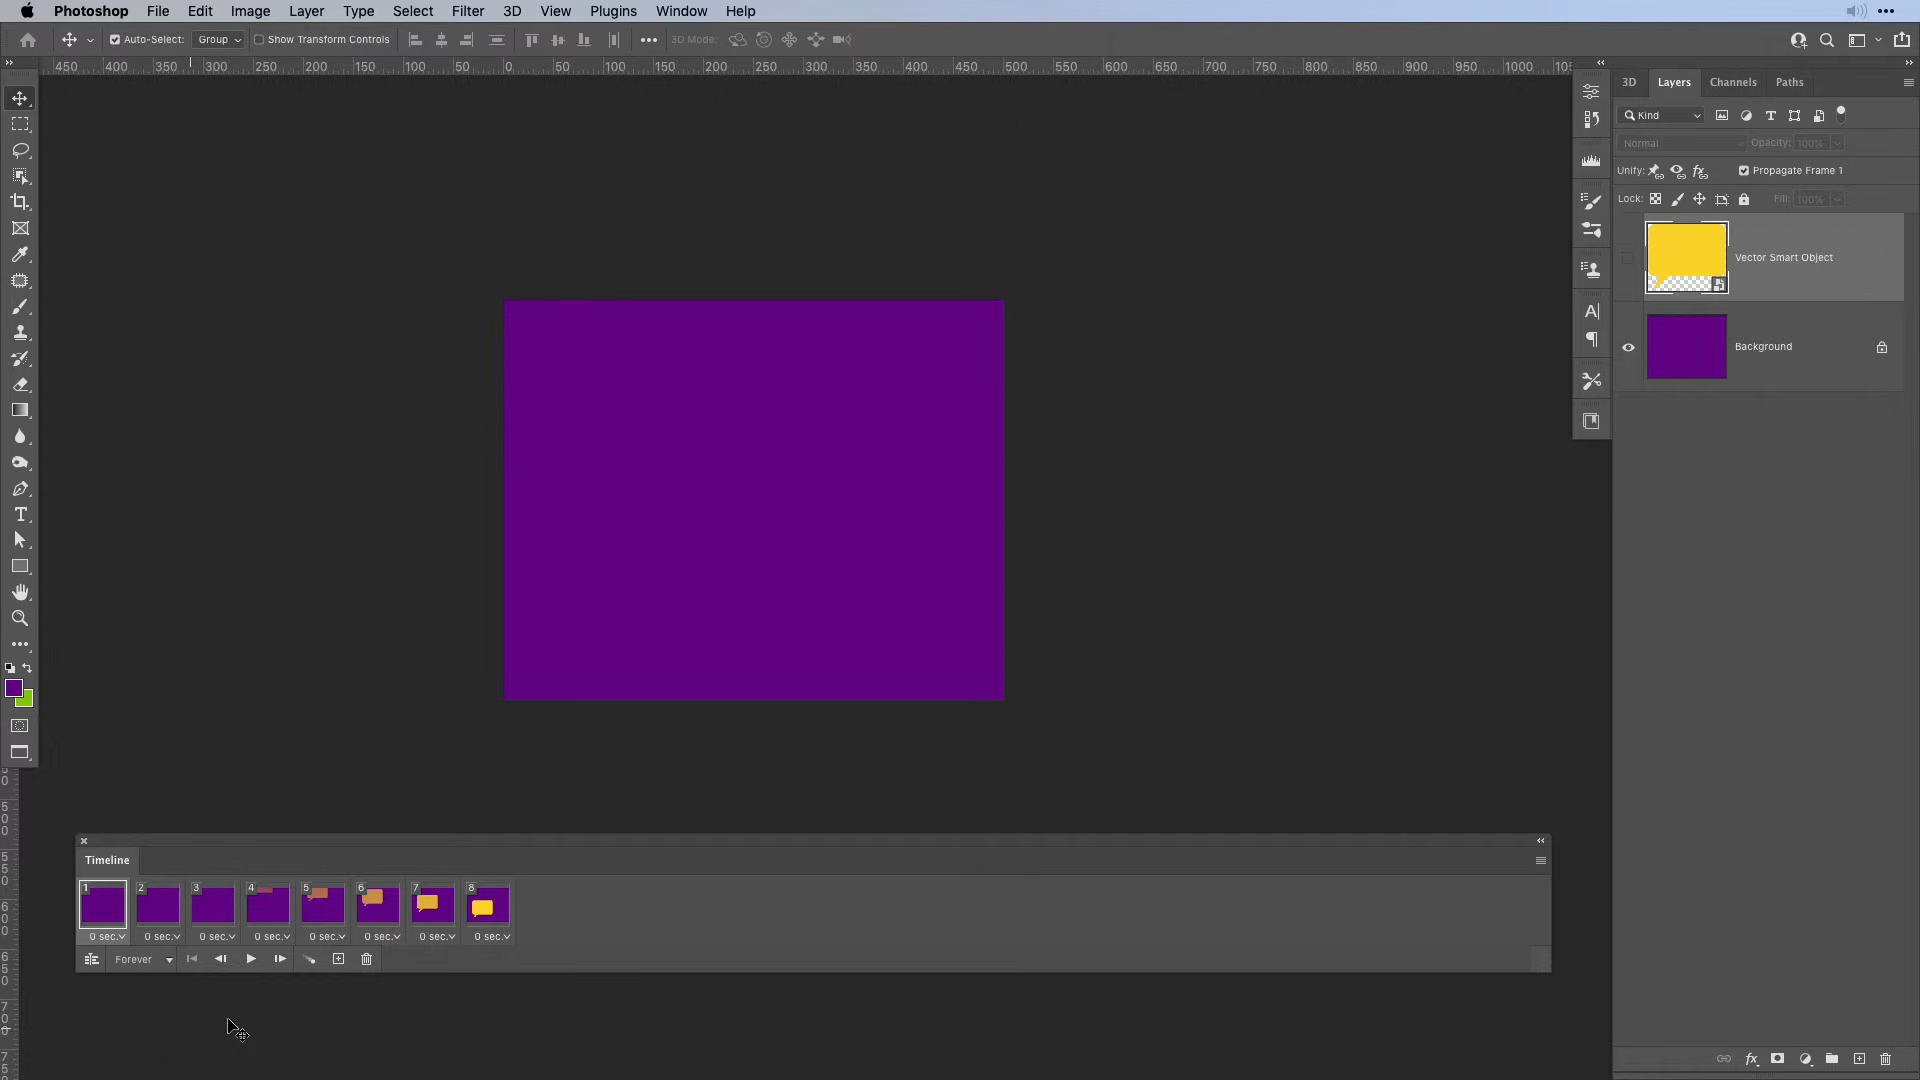 Photoshop File Edit Image Layer Type Select Filter 3D View Plugins Window Help
Auto-Select: Group Show Transform Controls 3D Mode:
450 400 350 300 250 200 150 100 50 0 50 100 150 200 250 300 350 400 450 500 550 600 650 700 750 800 850 900 950 1000
3D Layers Channels Paths
Kind
Normal Opacity: 100%
Unify: Propagate Frame 1
Lock: Fill: 100%
Vector Smart Object
Background
Timeline
1 2 3 4 5 6 7 8
0 sec. 0 sec. 0 sec. 0 sec. 0 sec. 0 sec. 0 sec. 0 sec.
Forever